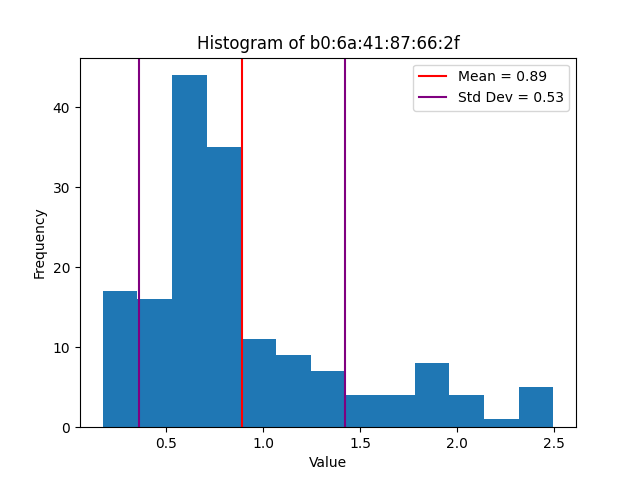 Histogram of b0:6a:41:87:66:2f
Mean = 0.89
Std Dev = 0.53
Frequency
40
30
20
10
0
0.5 1.0 1.5 2.0 2.5
Value